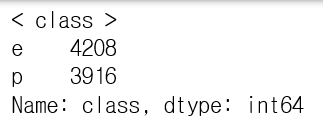 < class >
e    4208
p    3916
Name: class, dtype: int64